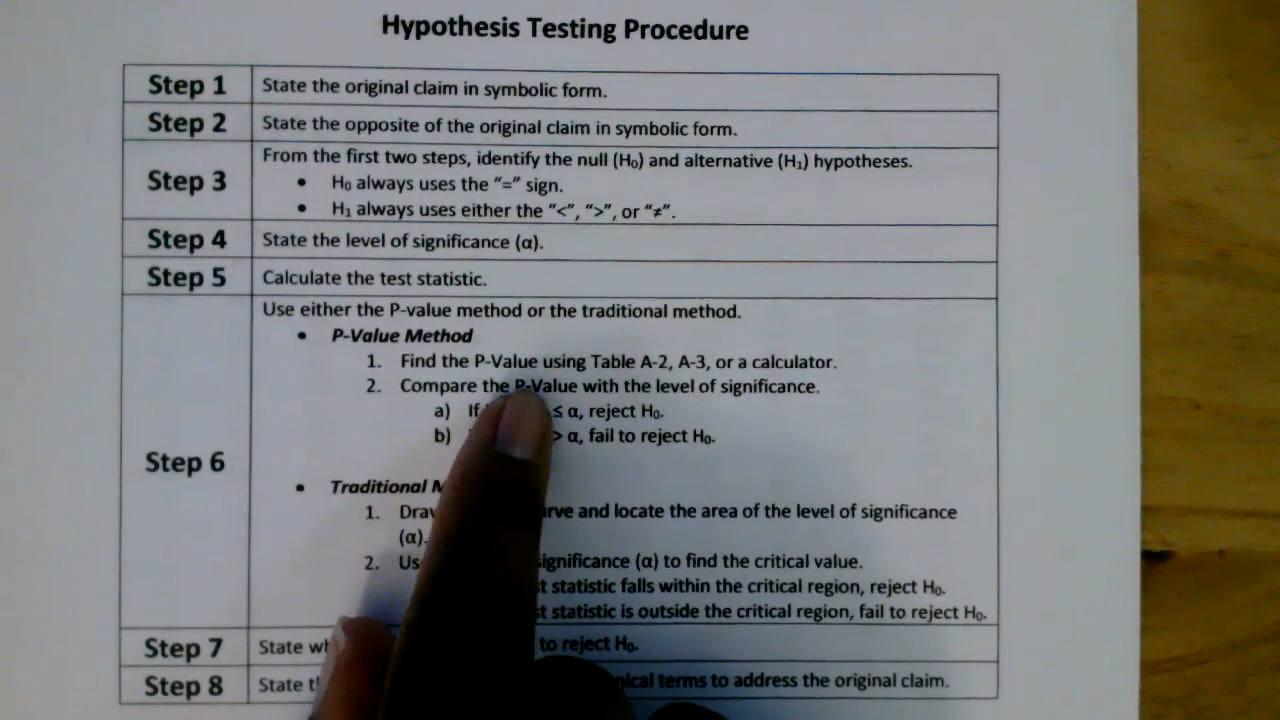 Hypothesis Testing Procedure
Step 1
State the original claim in symbolic form.
Step 2
State the opposite of the original claim in symbolic form.
Step 3
From the first two steps, identify the null (H₀) and alternative (H₁) hypotheses.
• H₀ always uses the “=” sign.
• H₁ always uses either the “<”, “>”, or “≠”.
Step 4
State the level of significance (α).
Step 5
Calculate the test statistic.
Step 6
Use either the P-value method or the traditional method.
• P-Value Method
1. Find the P-Value using Table A-2, A-3, or a calculator.
2. Compare the P-Value with the level of significance.
a) If ≤ α, reject H₀.
b) > α, fail to reject H₀.
• Traditional
1. and locate the area of the level of significance
(α).
2. (α) to find the critical value.
statistic falls within the critical region, reject H₀.
statistic is outside the critical region, fail to reject H₀.
Step 7
State to reject H₀.
Step 8
State terms to address the original claim.